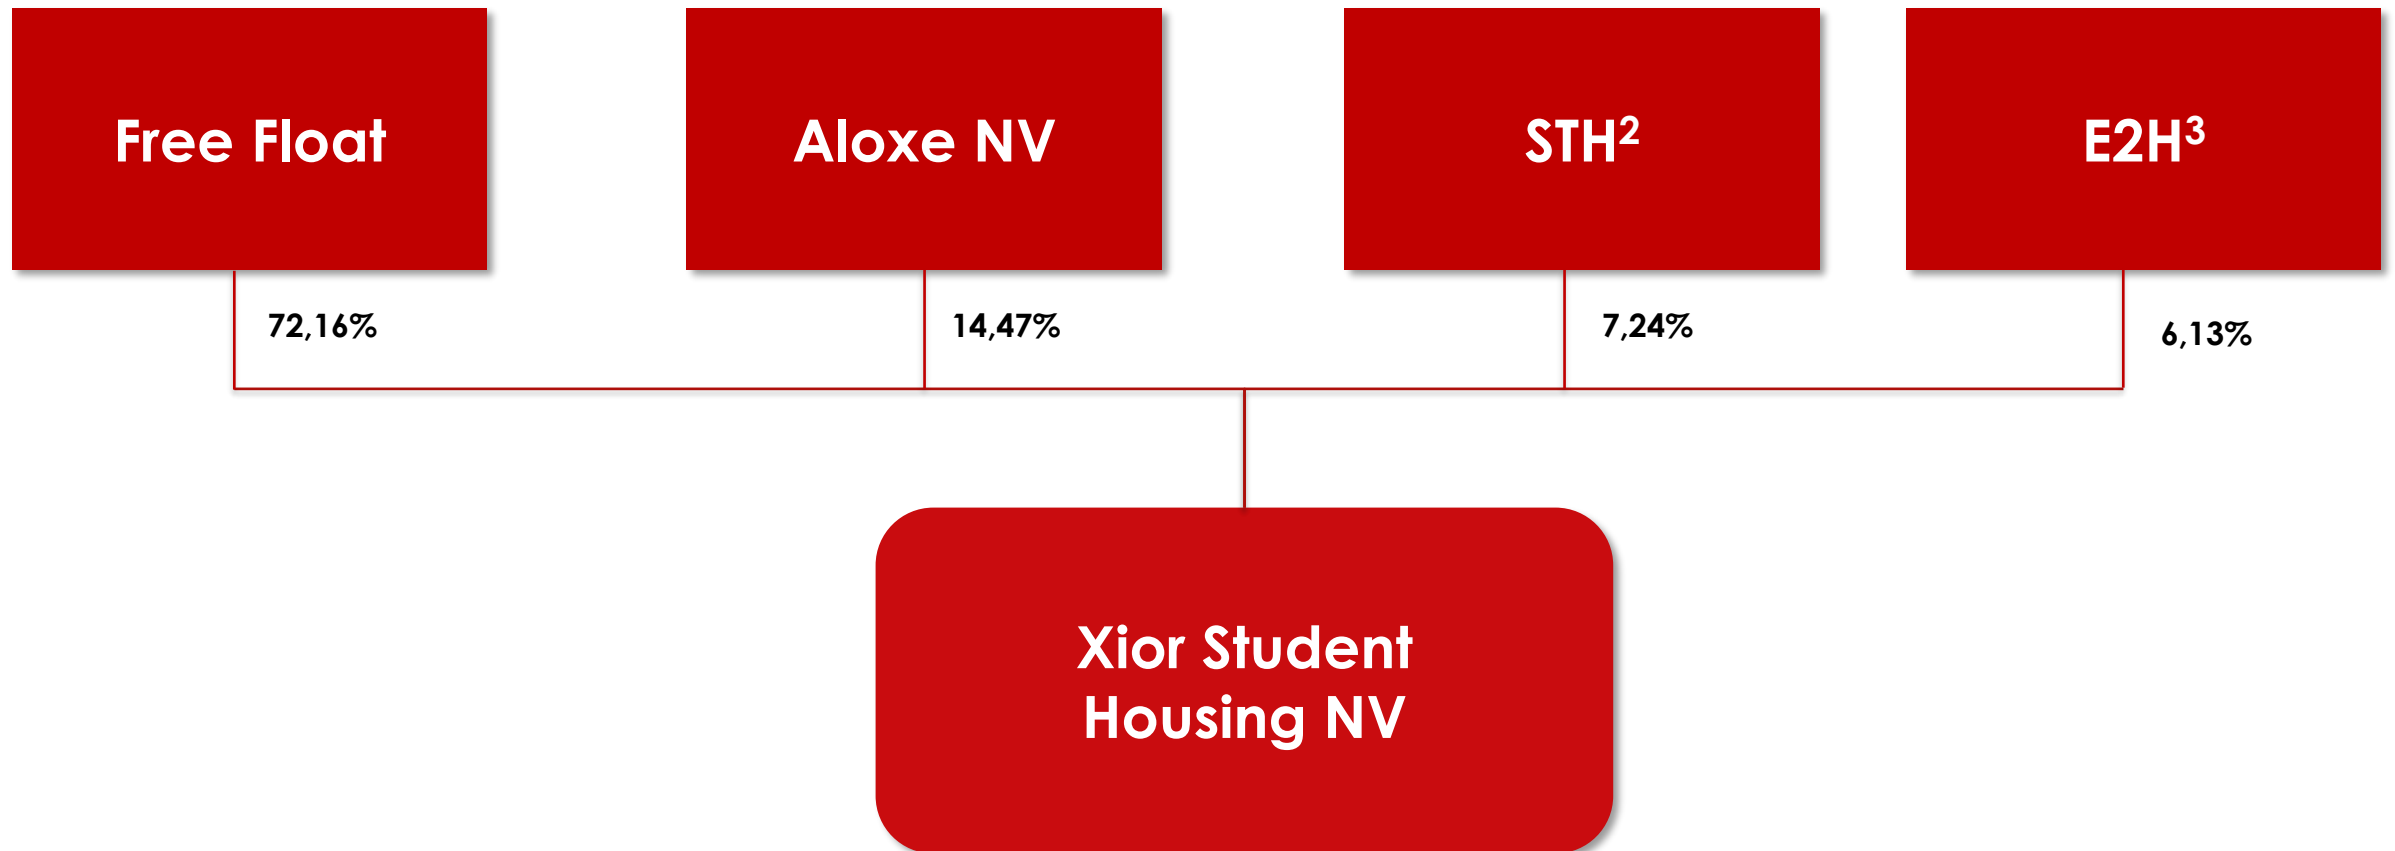 Free Float
Aloxe NV
STH²
E2H³
72,16%
14,47%
7,24%
6,13%
Xior Student
Housing NV